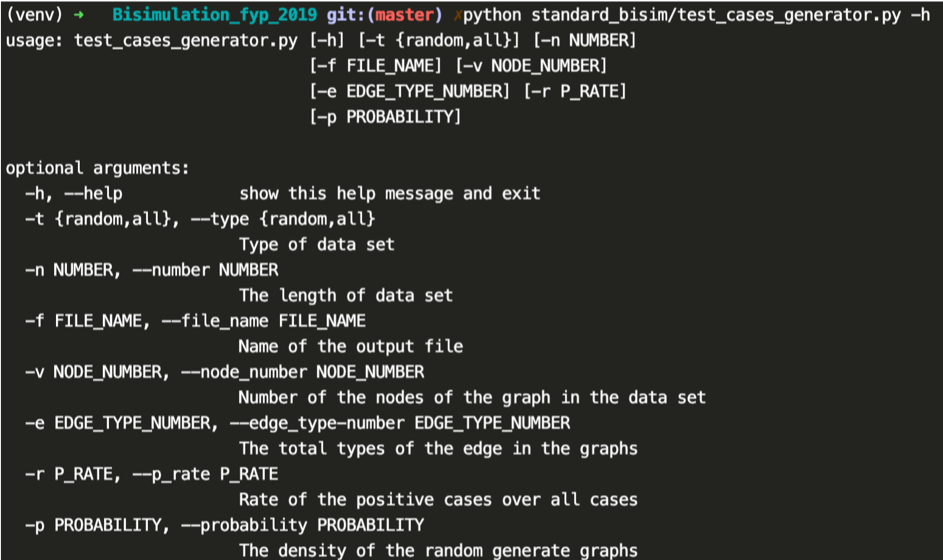 (venv) ➜  Bisimulation_fyp_2019 git:(master) ✗python standard_bisim/test_cases_generator.py -h
usage: test_cases_generator.py [-h] [-t {random,all}] [-n NUMBER]
                               [-f FILE_NAME] [-v NODE_NUMBER]
                               [-e EDGE_TYPE_NUMBER] [-r P_RATE]
                               [-p PROBABILITY]

optional arguments:
  -h, --help            show this help message and exit
  -t {random,all}, --type {random,all}
                        Type of data set
  -n NUMBER, --number NUMBER
                        The length of data set
  -f FILE_NAME, --file_name FILE_NAME
                        Name of the output file
  -v NODE_NUMBER, --node_number NODE_NUMBER
                        Number of the nodes of the graph in the data set
  -e EDGE_TYPE_NUMBER, --edge_type-number EDGE_TYPE_NUMBER
                        The total types of the edge in the graphs
  -r P_RATE, --p_rate P_RATE
                        Rate of the positive cases over all cases
  -p PROBABILITY, --probability PROBABILITY
                        The density of the random generate graphs